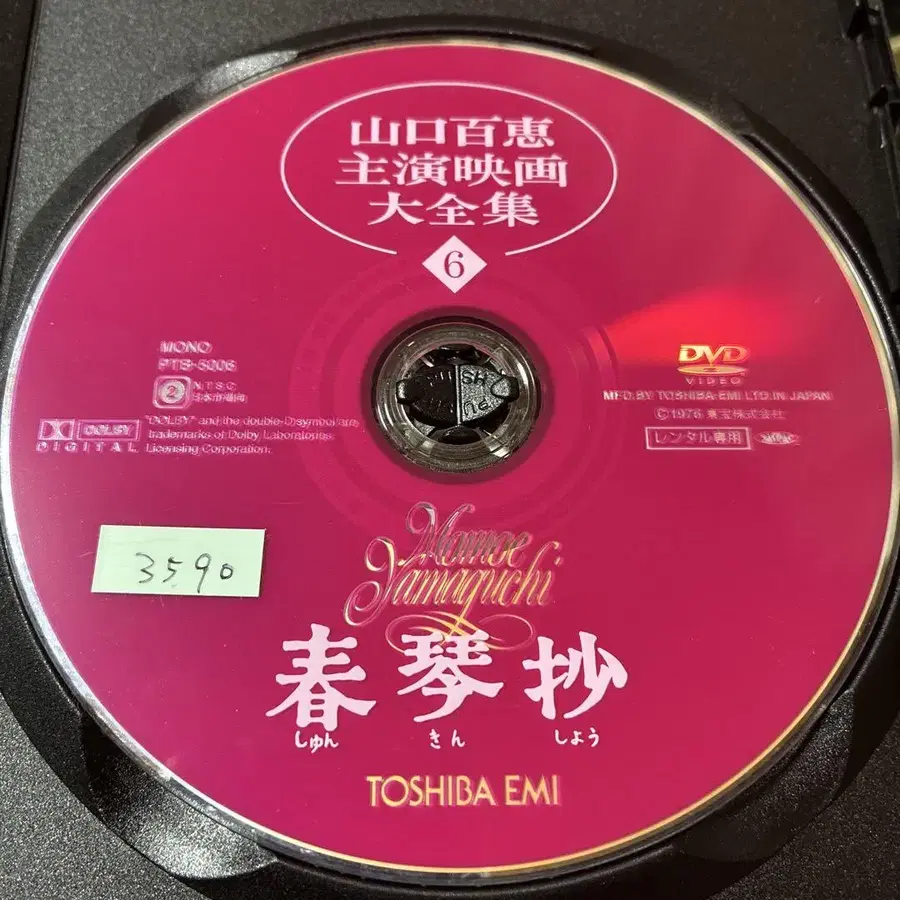 山口百恵
主演映画
大全集
6
MONO
PTB-5006
2
NTSC
日本市場向
DOLBY
DIGITAL
"DOLBY" and the double-D symbol are
trademarks of Dolby Laboratories
Licensing Corporation.
DVD
VIDEO
MFD. BY TOSHIBA-EMI LTD. IN JAPAN
©1976 東宝株式会社
レンタル専用
3590
Momoe
Yamaguchi
春琴抄
しゅん きん しょう
TOSHIBA EMI